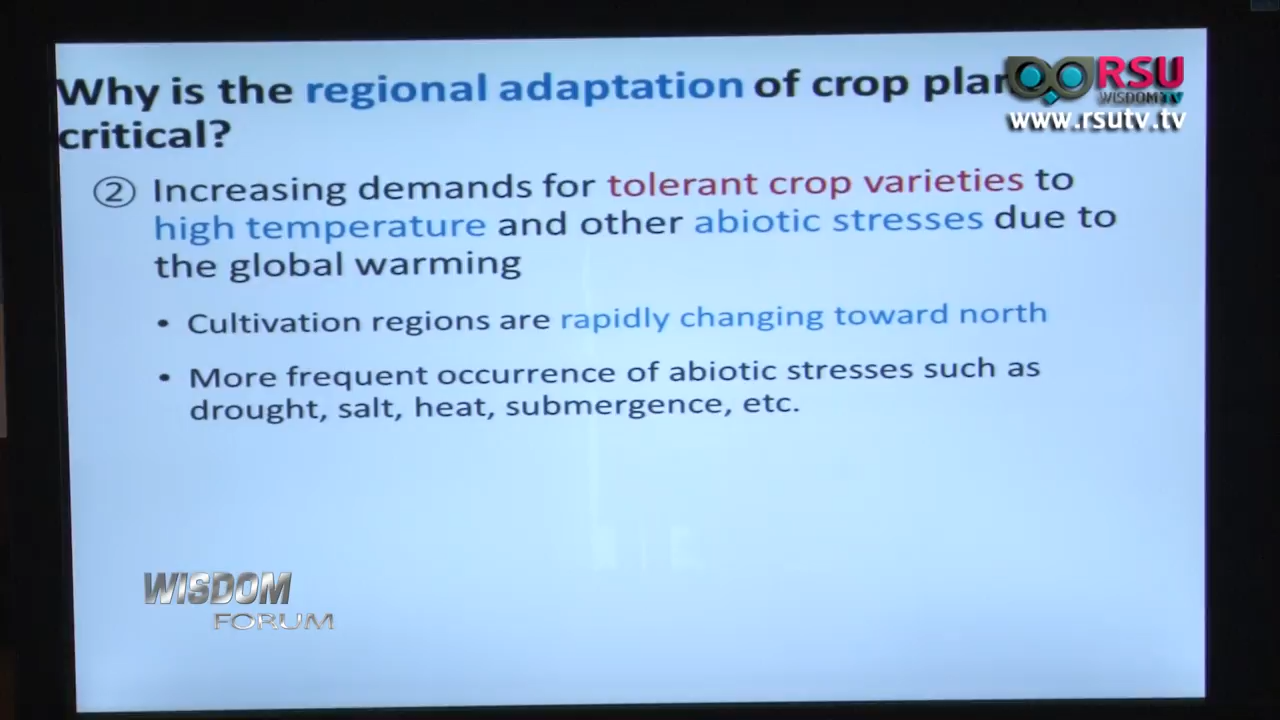 Why is the regional adaptation of crop
RSU
WISDOM TV
www.rsutv.tv
critical?
② Increasing demands for tolerant crop varieties to
high temperature and other abiotic stresses due to
the global warming
• Cultivation regions are rapidly changing toward north
• More frequent occurrence of abiotic stresses such as
drought, salt, heat, submergence, etc.
WISDOM
FORUM